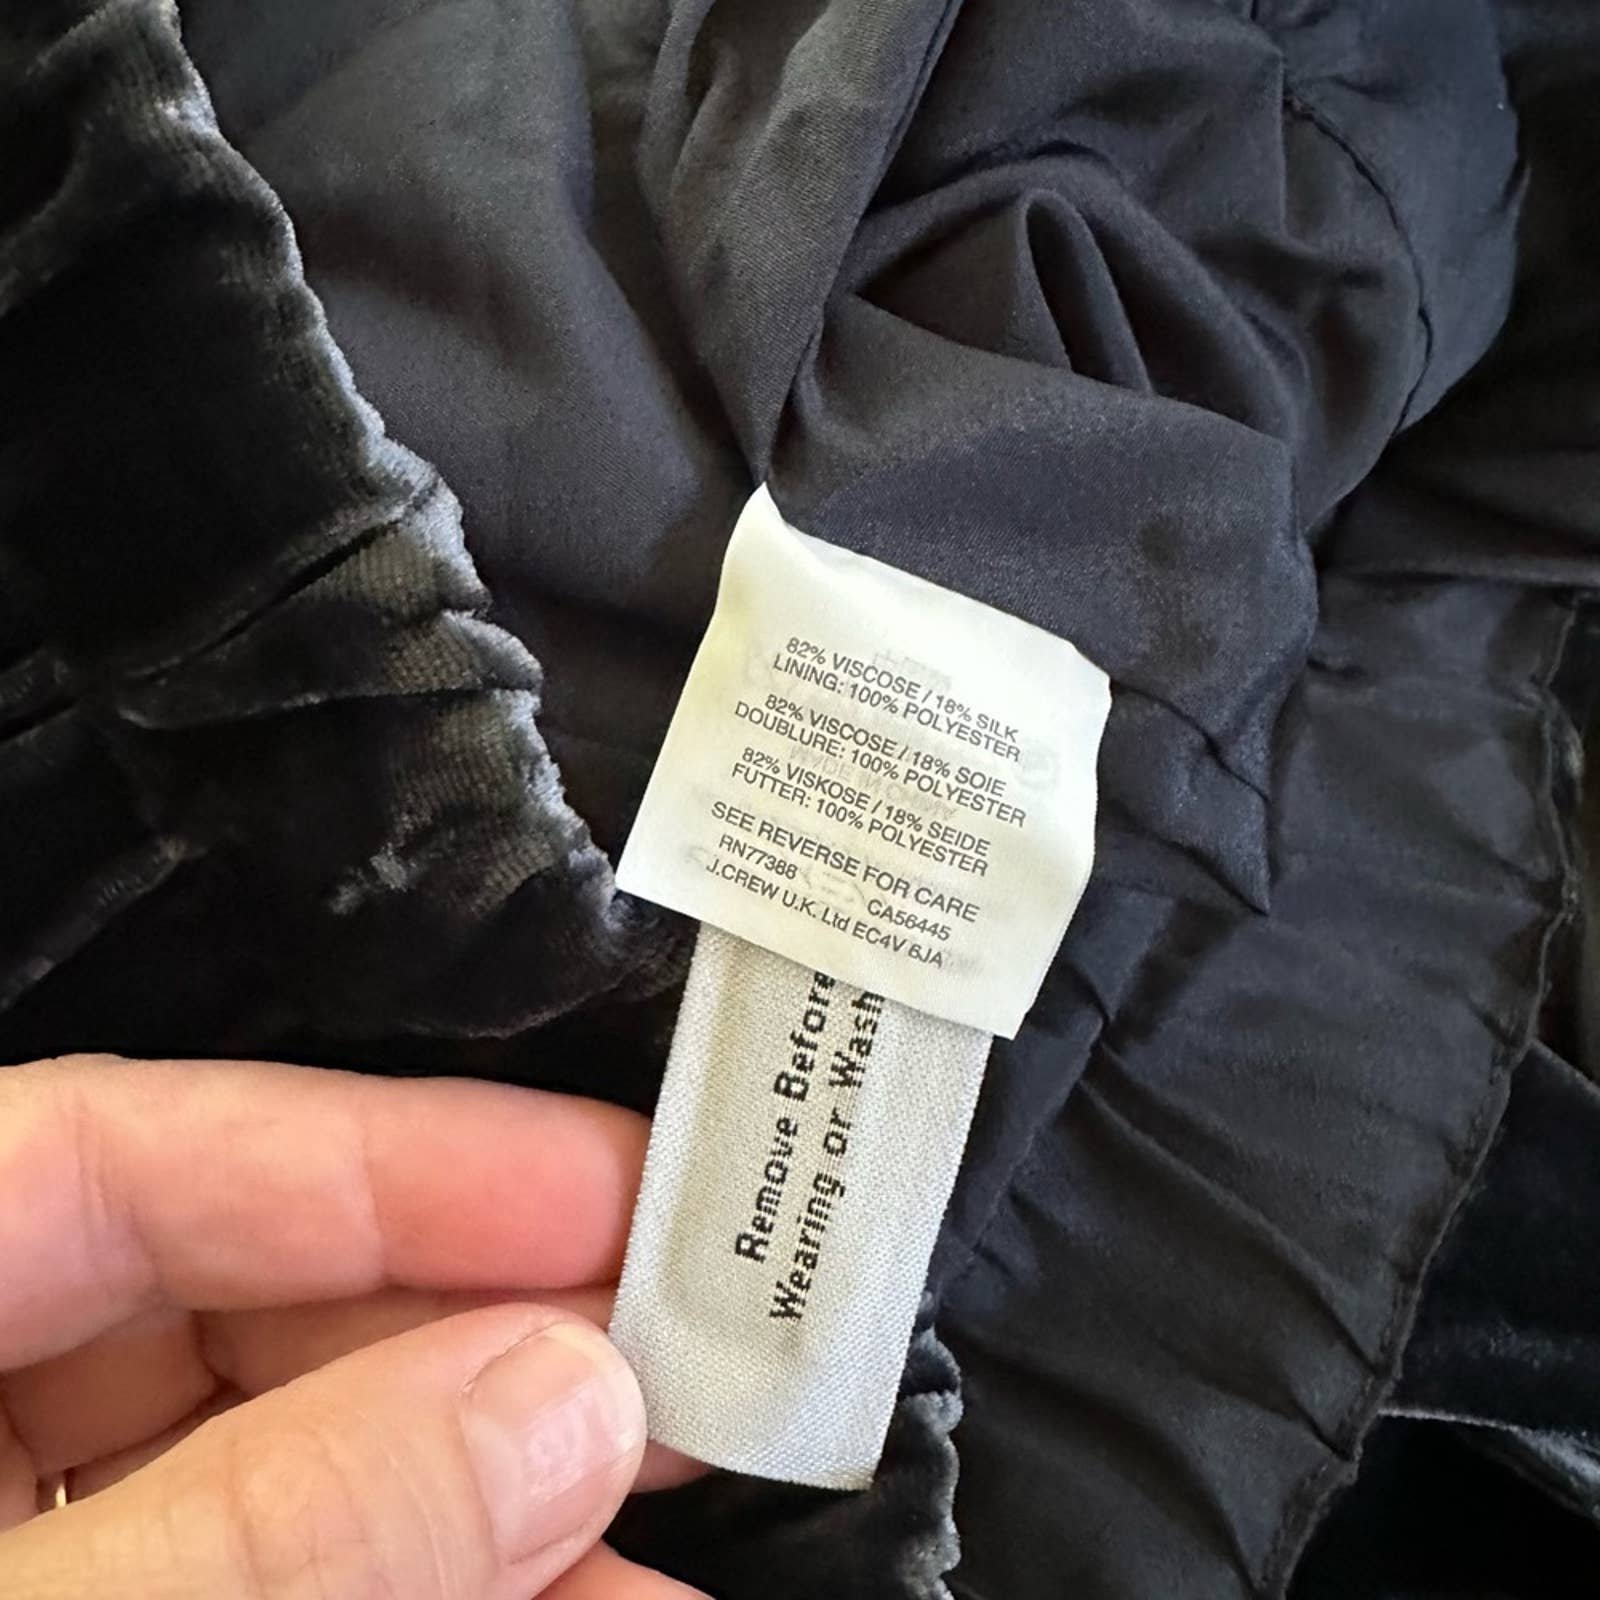 82% VISCOSE / 18% SILK
LINING: 100% POLYESTER
82% VISCOSE / 18% SOIE
DOUBLURE: 100% POLYESTER
82% VISKOSE / 18% SEIDE
FUTTER: 100% POLYESTER
SEE REVERSE FOR CARE
RN77388 CA56445
J.CREW U.K. Ltd EC4V 6JA
Remove Before
Wearing or Wash